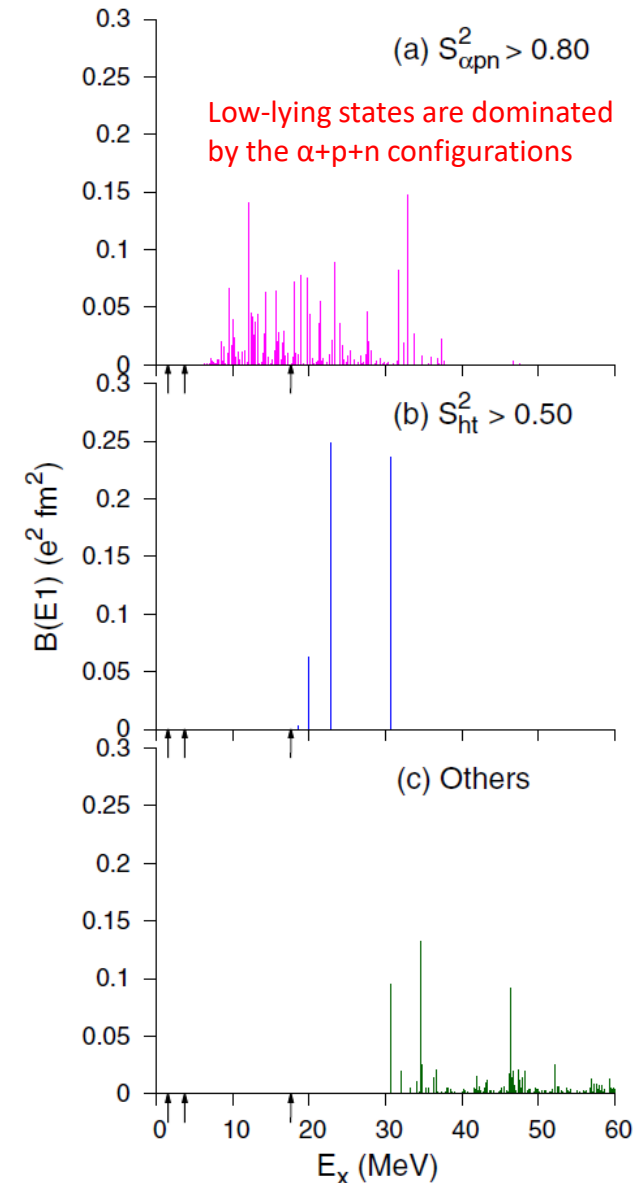 0.3
(a) S²αpn > 0.80
0.25
Low-lying states are dominated
by the α+p+n configurations
0.2
0.15
0.1
0.05
0
0.3
(b) S²ht > 0.50
0.25
0.2
0.15
0.1
0.05
0
B(E1) (e² fm²)
0.3
(c) Others
0.25
0.2
0.15
0.1
0.05
0
0 10 20 30 40 50 60
Eₓ (MeV)